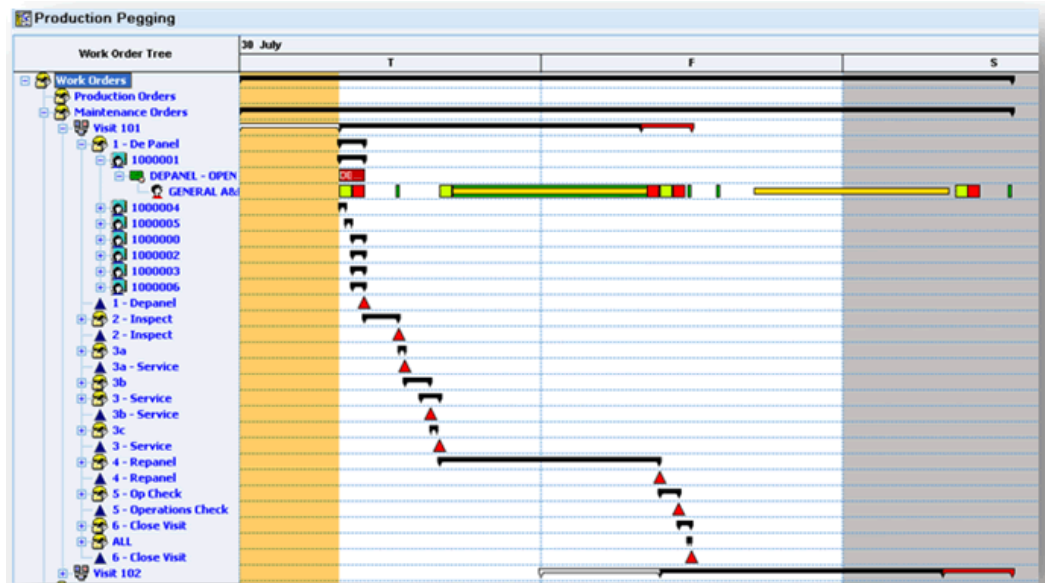 Production Pegging
Work Order Tree
30 July
T F S
Work Orders
Production Orders
Maintenance Orders
Visit 101
1 - De Panel
1000001
DEPANEL - OPEN
DE...
GENERAL A&
1000004
1000005
1000000
1000002
1000003
1000006
1 - Depanel
2 - Inspect
2 - Inspect
3a
3a - Service
3b
3 - Service
3b - Service
3c
3 - Service
4 - Repanel
4 - Repanel
5 - Op Check
5 - Operations Check
6 - Close Visit
ALL
6 - Close Visit
Visit 102